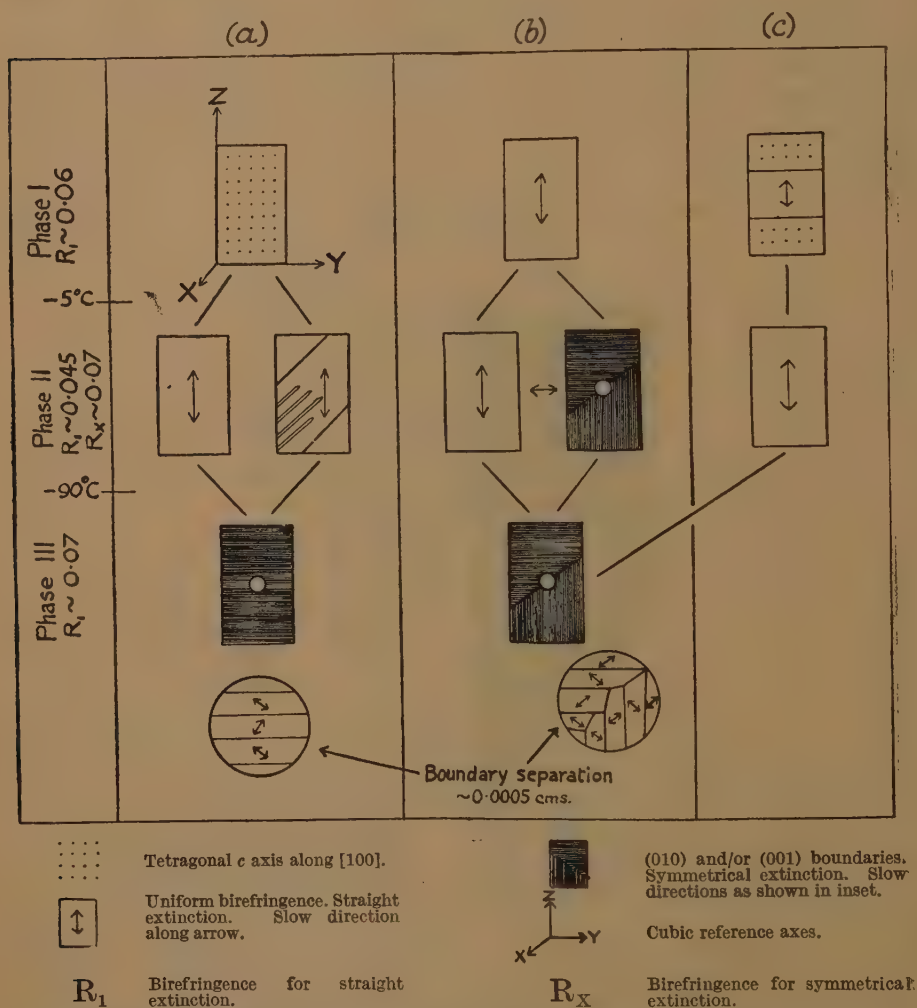 (a) (b) (c)
Phase I
R₁~0·06
Z
Y
X
-5°C
Phase II
R₁~0·045
Rₓ~0·07
-90°C
Phase III
R₁~0·07
Boundary separation
~0·0005 cms.
Tetragonal c axis along [100].
Uniform birefringence. Straight
extinction. Slow direction
along arrow.
R₁ Birefringence for straight
extinction.
(010) and/or (001) boundaries.
Symmetrical extinction. Slow
directions as shown in inset.
Z
Y
X
Cubic reference axes.
R_X Birefringence for symmetrical
extinction.